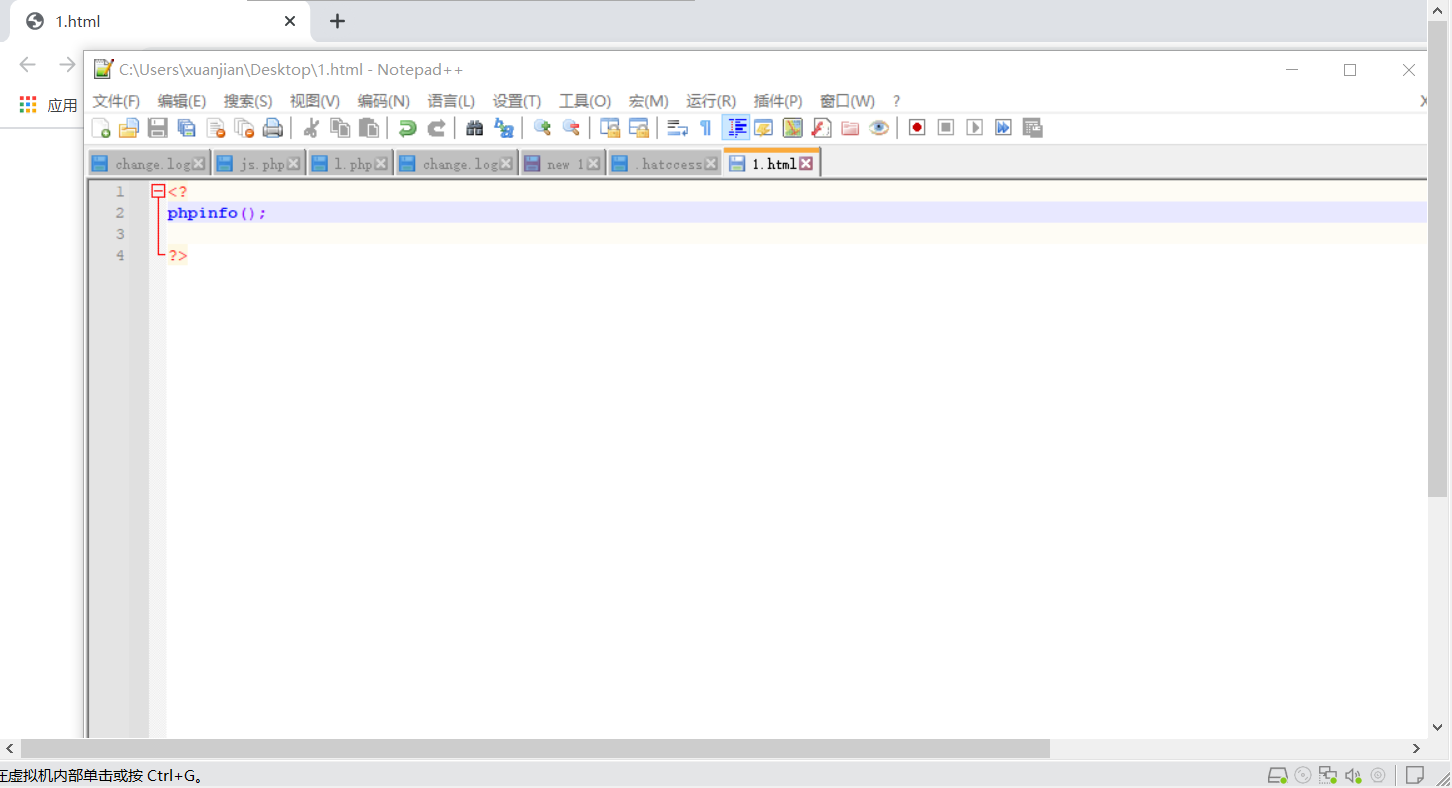 1.html
C:\Users\xuanjian\Desktop\1.html - Notepad++
应用
文件(F) 编辑(E) 搜索(S) 视图(V) 编码(N) 语言(L) 设置(T) 工具(O) 宏(M) 运行(R) 插件(P) 窗口(W) ? X
change.log js.php l.php change.log new 1 .hatccess 1.html
1 <?
2 phpinfo();
3
4 ?>
在虚拟机内部单击或按 Ctrl+G。